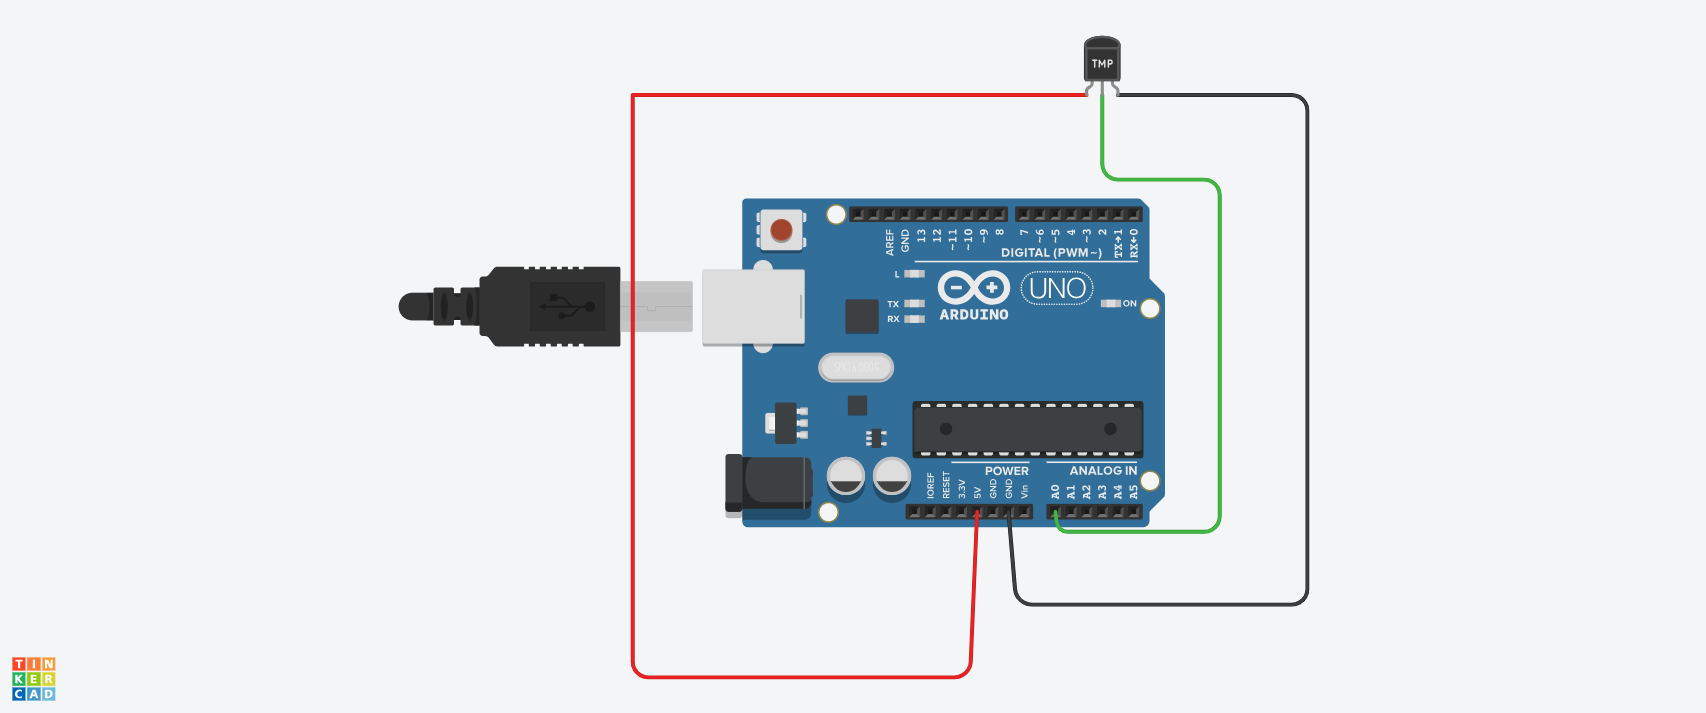 TMP
AREF
GND
13
12
~11
~10
~9
8
7
~6
~5
4
~3
2
TX→1
RX←0
DIGITAL (PWM~)
L
TX
RX
ARDUINO
UNO
ON
POWER
ANALOG IN
IOREF
RESET
3.3V
5V
GND
GND
Vin
A0
A1
A2
A3
A4
A5
TIN
KER
CAD